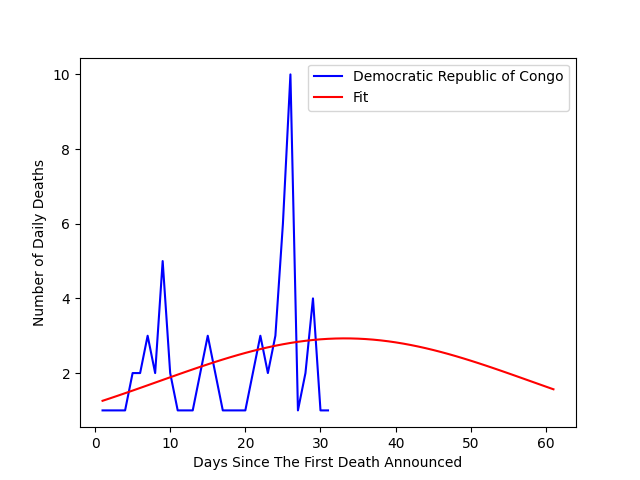 Democratic Republic of Congo
Fit
10
8
6
4
2
Number of Daily Deaths
0 10 20 30 40 50 60
Days Since The First Death Announced